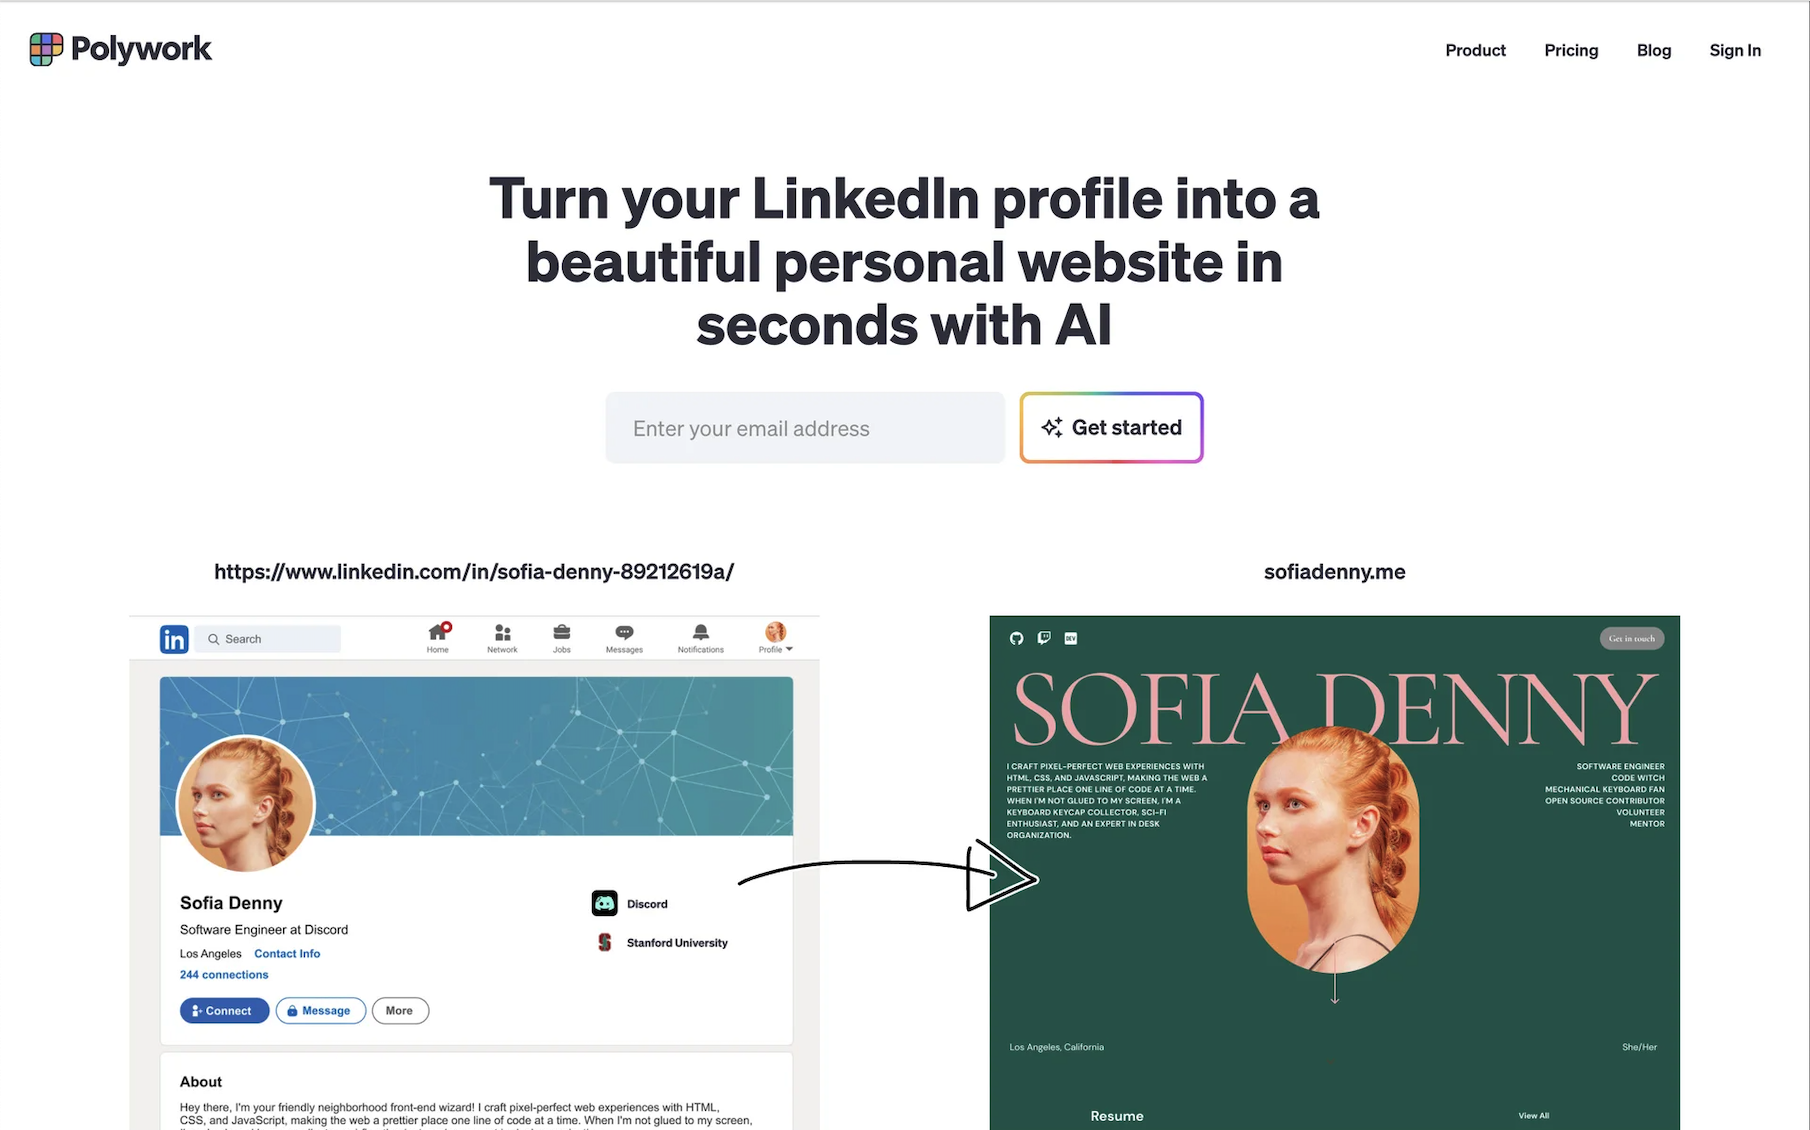 Polywork
Product
Pricing
Blog
Sign In
Turn your LinkedIn profile into a
beautiful personal website in
seconds with AI
Enter your email address
Get started
https://www.linkedin.com/in/sofia-denny-89212619a/
in
Search
Home
Network
Jobs
Messages
Notifications
Profile
Sofia Denny
Software Engineer at Discord
Los Angeles
Contact Info
244 connections
Discord
Stanford University
Connect
Message
More
About
Hey there, I'm your friendly neighborhood front-end wizard! I craft pixel-perfect web experiences with HTML,
CSS, and JavaScript, making the web a prettier place one line of code at a time. When I'm not glued to my screen,
sofiadenny.me
DEV
Get in touch
SOFIA DENNY
I CRAFT PIXEL-PERFECT WEB EXPERIENCES WITH
HTML, CSS, AND JAVASCRIPT, MAKING THE WEB A
PRETTIER PLACE ONE LINE OF CODE AT A TIME.
WHEN I'M NOT GLUED TO MY SCREEN, I'M A
KEYBOARD KEYCAP COLLECTOR, SCI-FI
ENTHUSIAST, AND AN EXPERT IN DESK
ORGANIZATION.
SOFTWARE ENGINEER
CODE WITCH
MECHANICAL KEYBOARD FAN
OPEN SOURCE CONTRIBUTOR
VOLUNTEER
MENTOR
Los Angeles, California
She/Her
Resume
View All